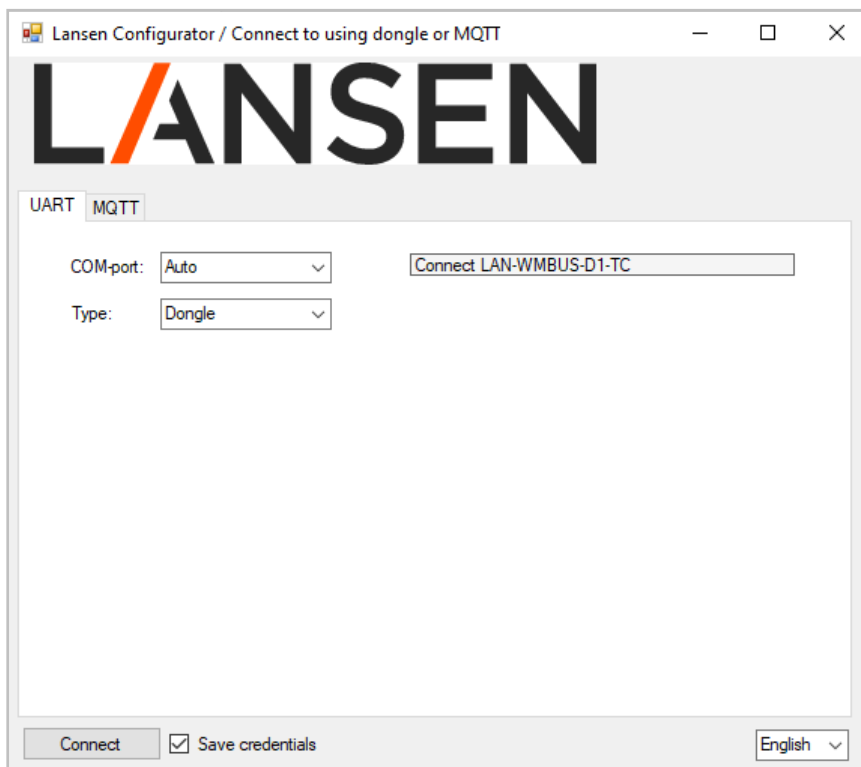 Lansen Configurator / Connect to using dongle or MQTT
LANSEN
UART MQTT
COM-port: Auto Connect LAN-WMBUS-D1-TC
Type: Dongle
Connect Save credentials English